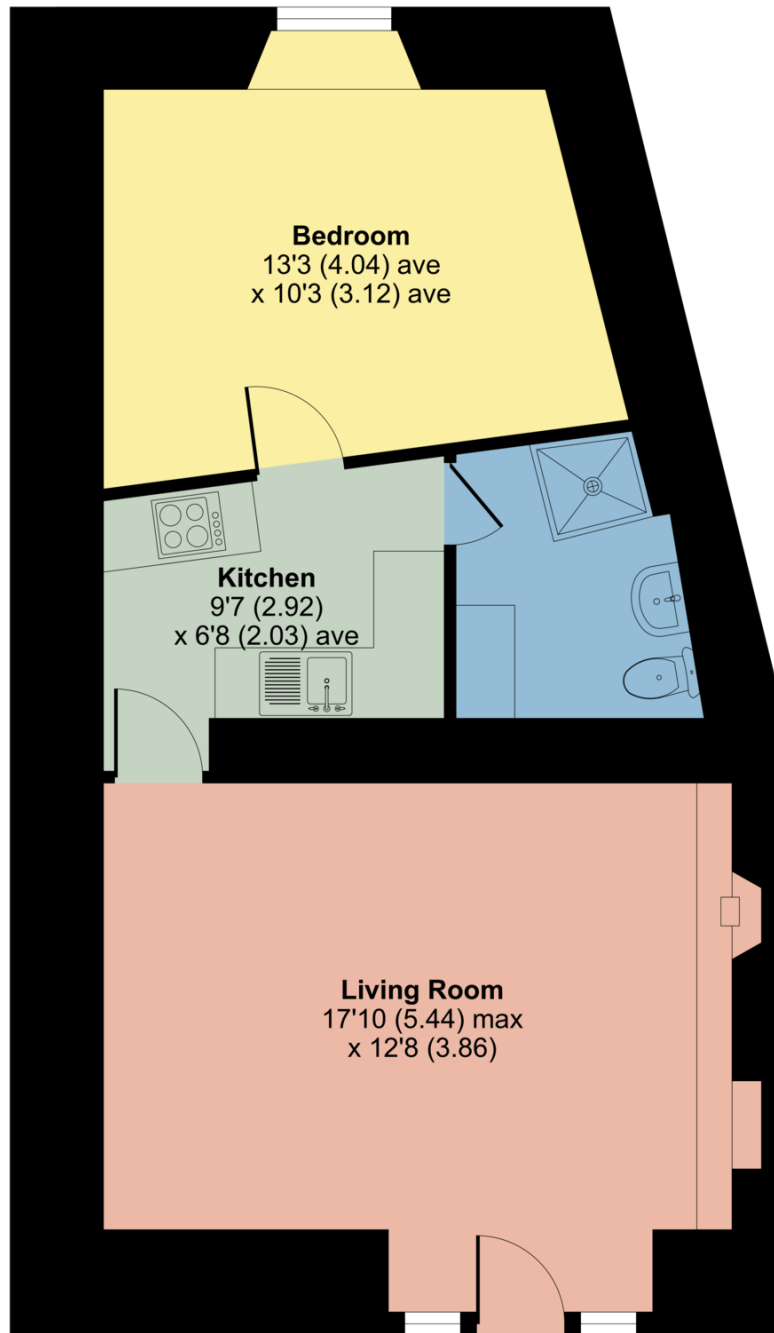 Bedroom
13'3 (4.04) ave
x 10'3 (3.12) ave
Kitchen
9'7 (2.92)
x 6'8 (2.03) ave
Living Room
17'10 (5.44) max
x 12'8 (3.86)